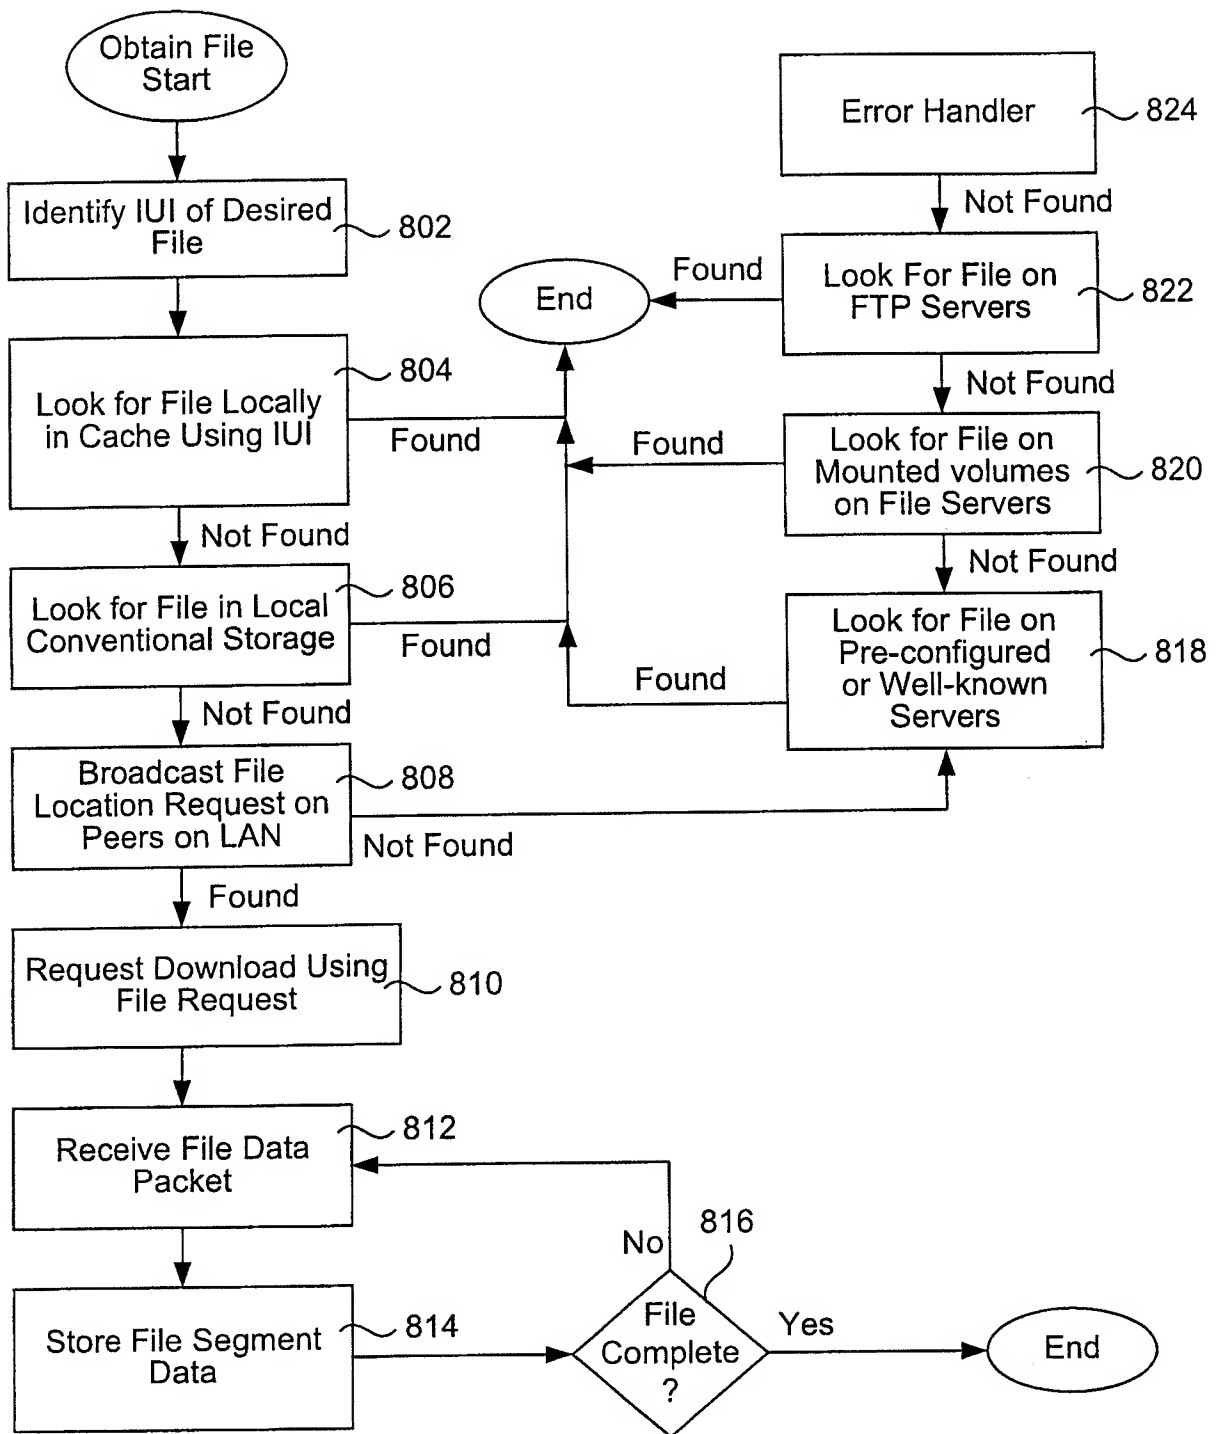 Obtain File
Start
Identify IUI of Desired
File
802
Look for File Locally
in Cache Using IUI
804
Found
Not Found
Look for File in Local
Conventional Storage
806
Found
Not Found
Broadcast File
Location Request on
Peers on LAN
808
Not Found
Found
Request Download Using
File Request
810
Receive File Data
Packet
812
Store File Segment
Data
814
File
Complete
?
816
No
Yes
End
Error Handler
824
Not Found
Look For File on
FTP Servers
822
Found
End
Not Found
Look for File on
Mounted volumes
on File Servers
820
Found
Not Found
Look for File on
Pre-configured
or Well-known
Servers
818
Found